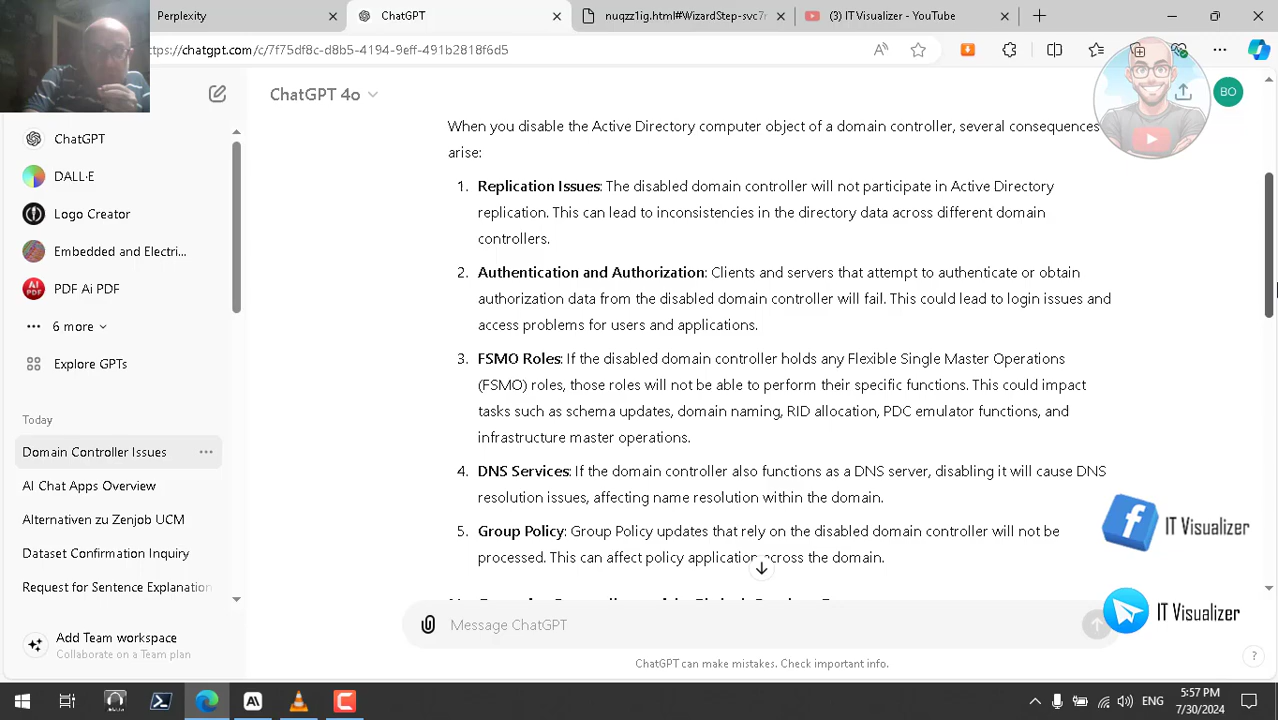 Perplexity
ChatGPT
nuqzz1ig.html#WizardStep-svc7
(3) IT Visualizer - YouTube
https://chatgpt.com/c/7f75df8c-d8b5-4194-9eff-491b2818f6d5
ChatGPT 4o
BO
ChatGPT
DALL·E
Logo Creator
Embedded and Electri...
PDF Ai PDF
6 more
Explore GPTs
Today
Domain Controller Issues
AI Chat Apps Overview
Alternativen zu Zenjob UCM
Dataset Confirmation Inquiry
Request for Sentence Explanation
Add Team workspace
Collaborate on a Team plan
When you disable the Active Directory computer object of a domain controller, several consequences
arise:
1. Replication Issues: The disabled domain controller will not participate in Active Directory
replication. This can lead to inconsistencies in the directory data across different domain
controllers.
2. Authentication and Authorization: Clients and servers that attempt to authenticate or obtain
authorization data from the disabled domain controller will fail. This could lead to login issues and
access problems for users and applications.
3. FSMO Roles: If the disabled domain controller holds any Flexible Single Master Operations
(FSMO) roles, those roles will not be able to perform their specific functions. This could impact
tasks such as schema updates, domain naming, RID allocation, PDC emulator functions, and
infrastructure master operations.
4. DNS Services: If the domain controller also functions as a DNS server, disabling it will cause DNS
resolution issues, affecting name resolution within the domain.
5. Group Policy: Group Policy updates that rely on the disabled domain controller will not be
processed. This can affect policy application across the domain.
IT Visualizer
IT Visualizer
Message ChatGPT
ChatGPT can make mistakes. Check important info.
?
ENG
5:57 PM
7/30/2024